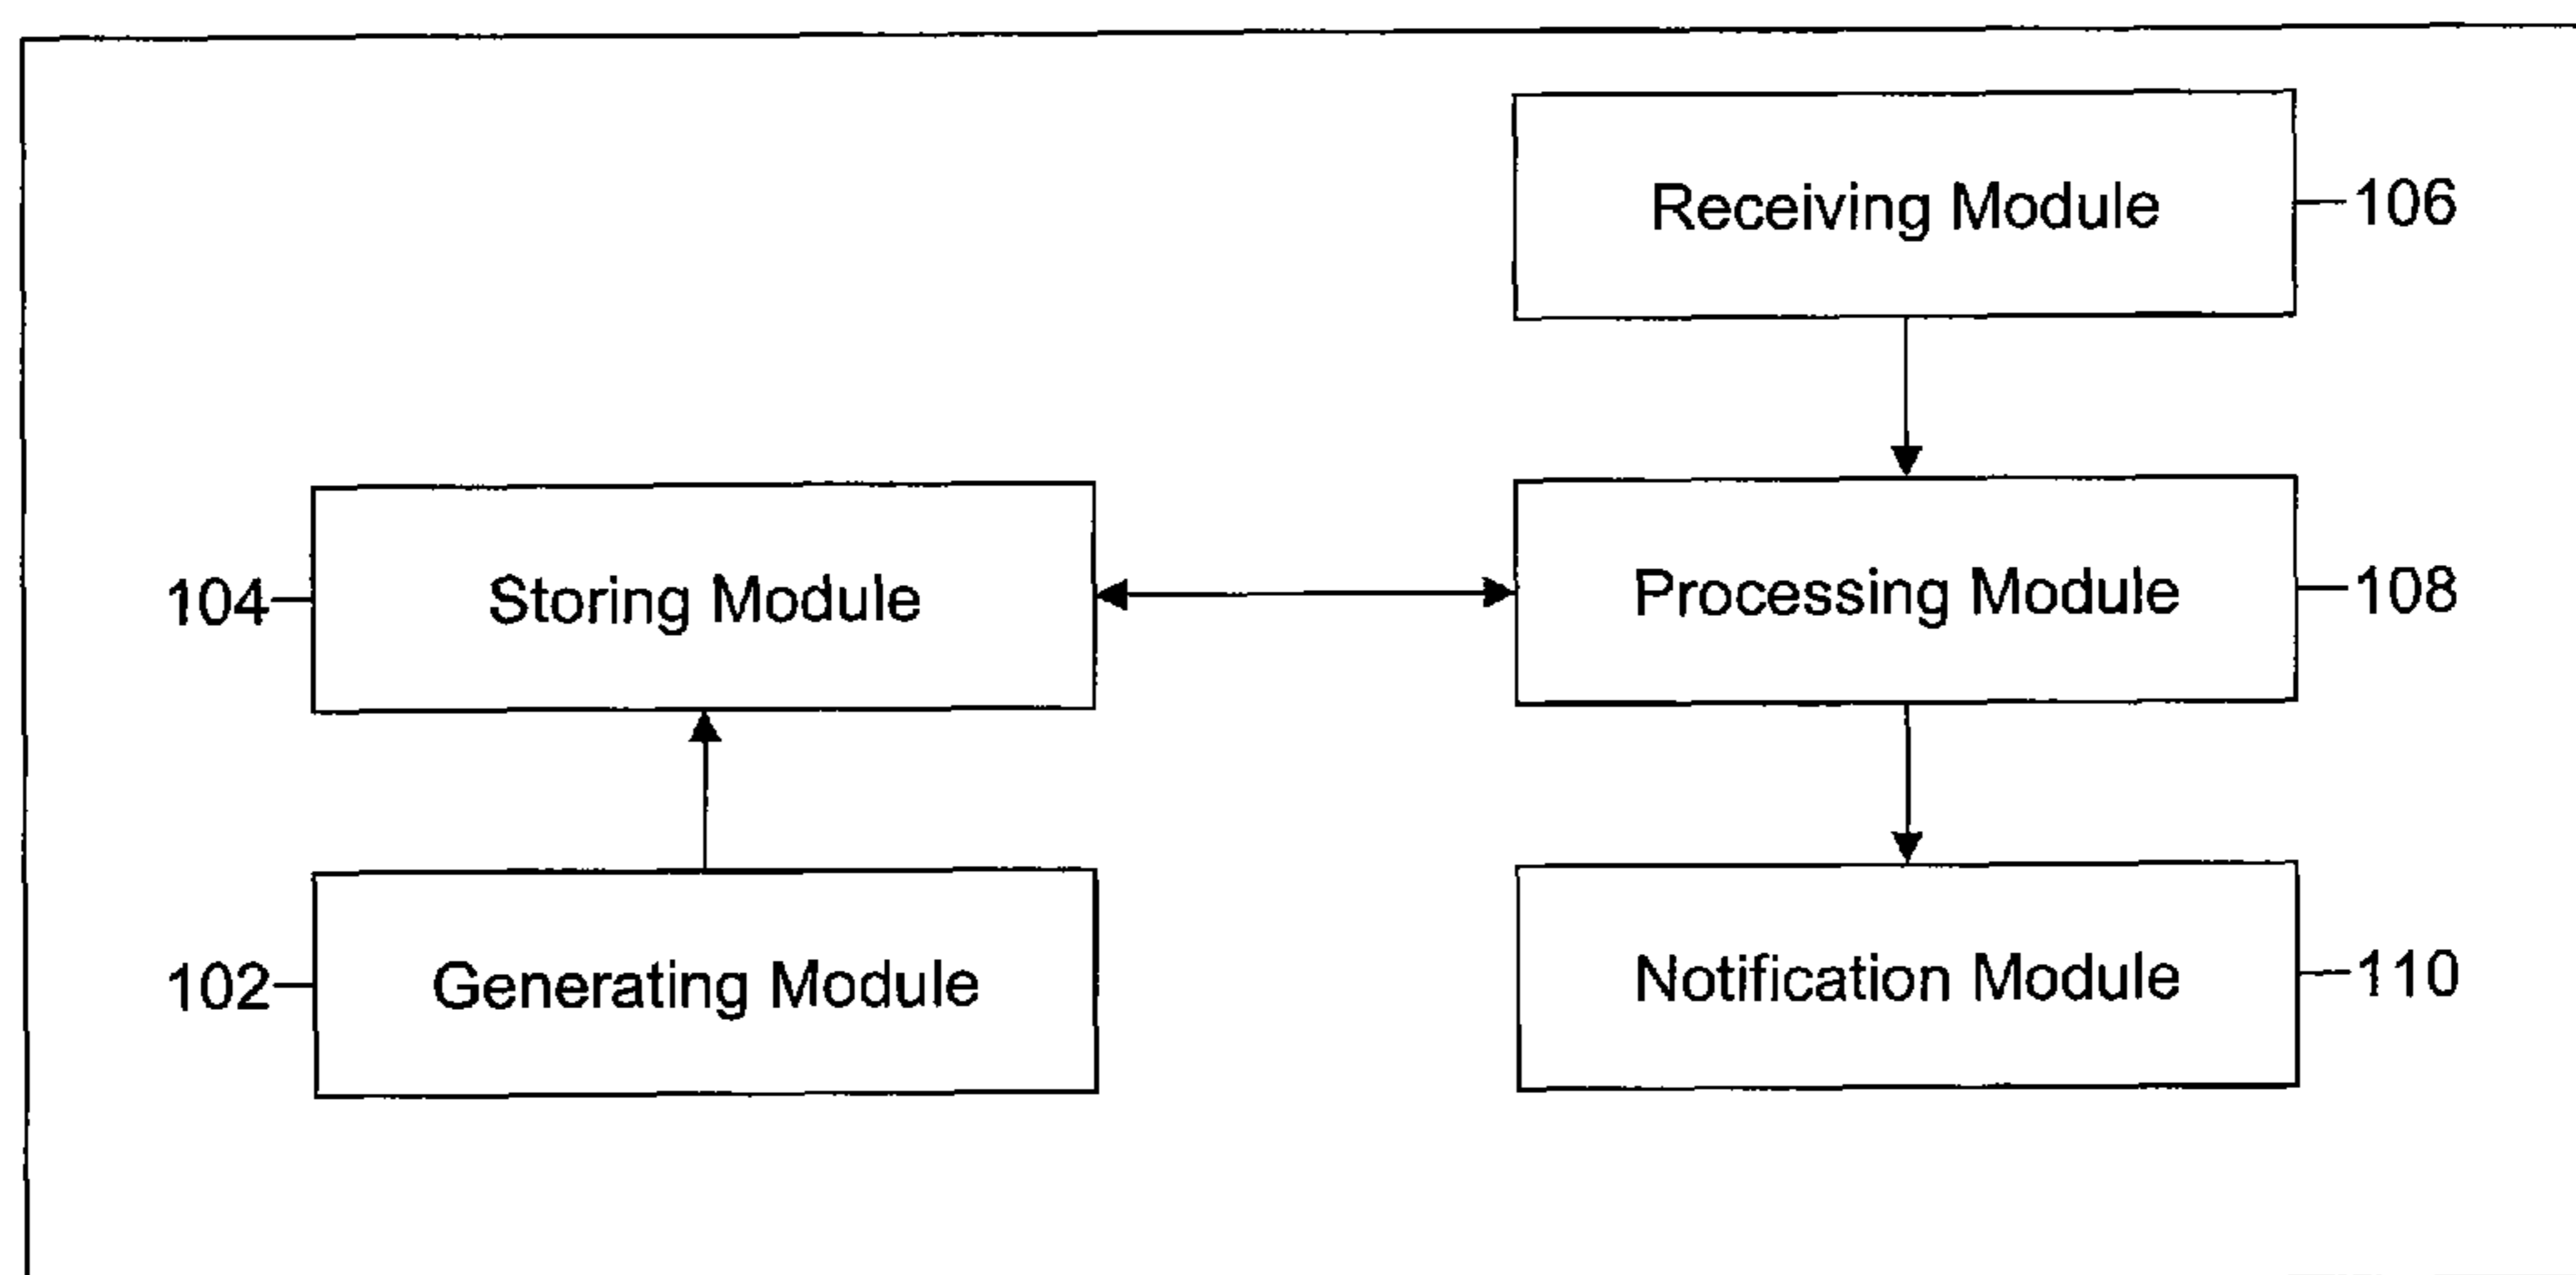 Receiving Module
106
104
Storing Module
Processing Module
108
102
Generating Module
Notification Module
110